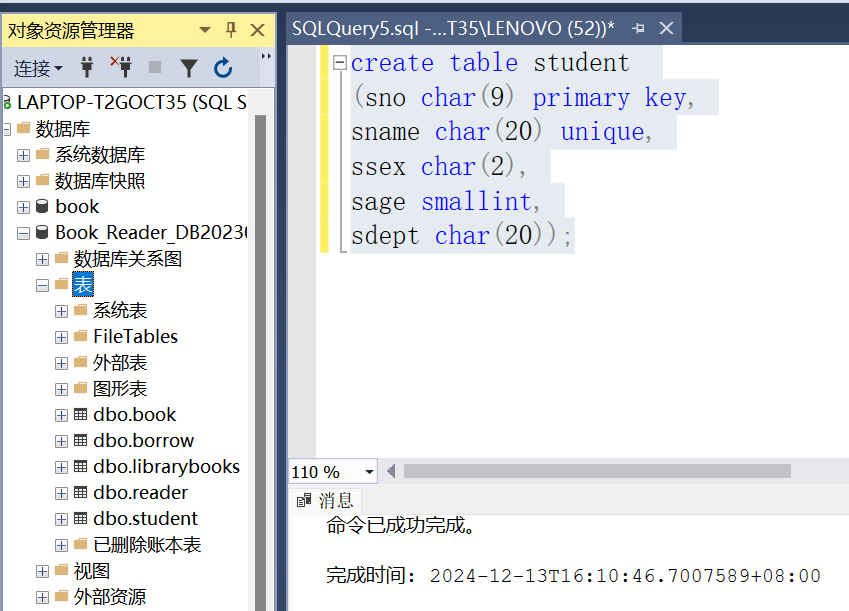 对象资源管理器
连接
LAPTOP-T2GOCT35 (SQL S
数据库
系统数据库
数据库快照
book
Book_Reader_DB2023
数据库关系图
表
系统表
FileTables
外部表
图形表
dbo.book
dbo.borrow
dbo.librarybooks
dbo.reader
dbo.student
已删除账本表
视图
外部资源
SQLQuery5.sql -...T35\LENOVO (52))*
create table student
(sno char(9) primary key,
sname char(20) unique,
ssex char(2),
sage smallint,
sdept char(20));
110 %
消息
命令已成功完成。
完成时间: 2024-12-13T16:10:46.7007589+08:00